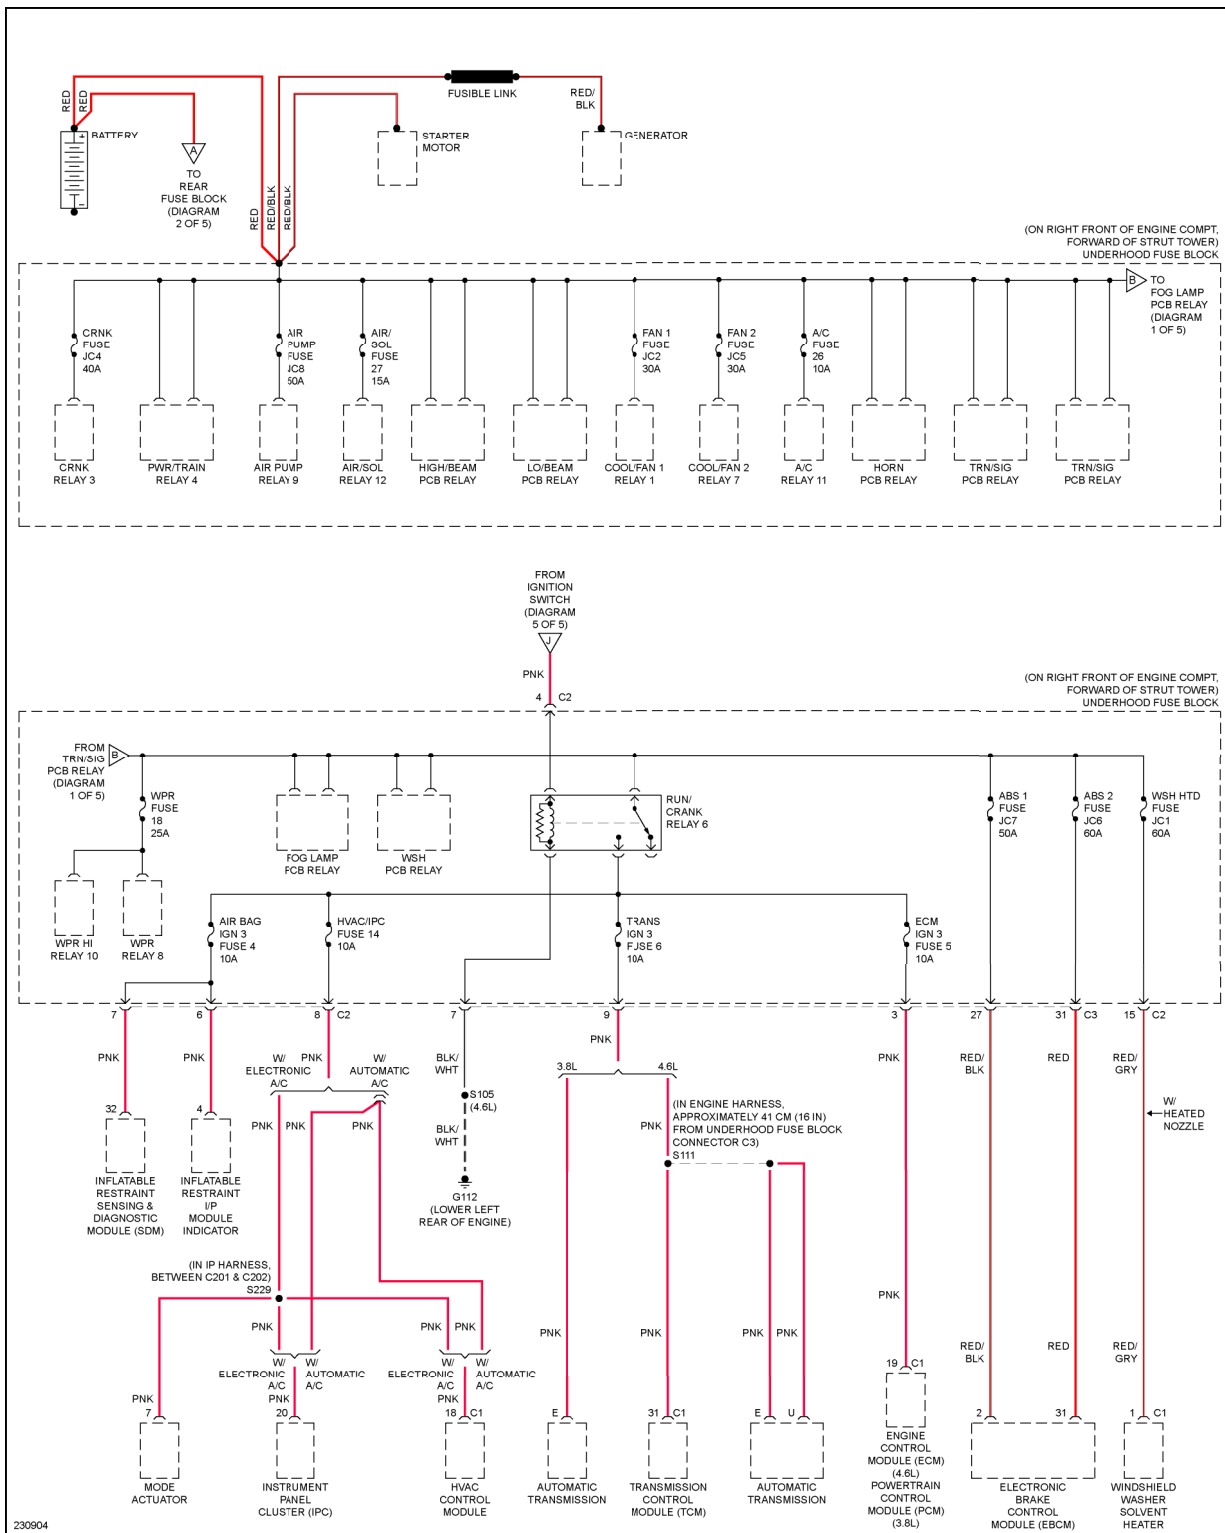 RED
RED
BATTERY
+
-
A
TO
REAR
FUSE BLOCK
(DIAGRAM
2 OF 5)
RED
RED/BLK
RED/BLK
FUSIBLE LINK
STARTER
MOTOR
RED/
BLK
GENERATOR
(ON RIGHT FRONT OF ENGINE COMPT,
FORWARD OF STRUT TOWER)
UNDERHOOD FUSE BLOCK
B
TO
FOG LAMP
PCB RELAY
(DIAGRAM
1 OF 5)
CRNK
FUSE
JC4
40A
AIR
PUMP
FUSE
JC8
60A
AIR/
SOL
FUSE
27
15A
FAN 1
FUSE
JC2
30A
FAN 2
FUSE
JC5
30A
A/C
FUSE
26
10A
CRNK
RELAY 3
PWR/TRAIN
RELAY 4
AIR PUMP
RELAY 9
AIR/SOL
RELAY 12
HIGH/BEAM
PCB RELAY
LO/BEAM
PCB RELAY
COOL/FAN 1
RELAY 1
COOL/FAN 2
RELAY 7
A/C
RELAY 11
HORN
PCB RELAY
TRN/SIG
PCB RELAY
TRN/SIG
PCB RELAY
FROM
IGNITION
SWITCH
(DIAGRAM
5 OF 5)
J
PNK
4 C2
(ON RIGHT FRONT OF ENGINE COMPT,
FORWARD OF STRUT TOWER)
UNDERHOOD FUSE BLOCK
FROM
TRN/SIG
PCB RELAY
(DIAGRAM
1 OF 5)
B
WPR
FUSE
18
25A
FOG LAMP
PCB RELAY
WSH
PCB RELAY
RUN/
CRANK
RELAY 6
ABS 1
FUSE
JC7
50A
ABS 2
FUSE
JC6
60A
WSH HTD
FUSE
JC1
60A
WPR HI
RELAY 10
WPR
RELAY 8
AIR BAG
IGN 3
FUSE 4
10A
HVAC/IPC
FUSE 14
10A
TRANS
IGN 3
FUSE 6
10A
ECM
IGN 3
FUSE 5
10A
7 6 8 C2 7 9 3 27 31 C3 15 C2
PNK
PNK
W/
ELECTRONIC
A/C
PNK
W/
AUTOMATIC
A/C
BLK/
WHT
PNK
3.8L
4.6L
PNK
RED/
BLK
RED
RED/
GRY
S105
(4.6L)
(IN ENGINE HARNESS,
APPROXIMATELY 41 CM (16 IN)
FROM UNDERHOOD FUSE BLOCK
CONNECTOR C3)
S111
W/
HEATED
NOZZLE
32
4
PNK
PNK
PNK
BLK/
WHT
PNK
INFLATABLE
RESTRAINT
SENSING &
DIAGNOSTIC
MODULE (SDM)
INFLATABLE
RESTRAINT
I/P
MODULE
INDICATOR
G112
(LOWER LEFT
REAR OF ENGINE)
(IN IP HARNESS,
BETWEEN C201 & C202)
S229
PNK
PNK
PNK
PNK
PNK
PNK
PNK
PNK
PNK
RED/
BLK
RED
RED/
GRY
W/
ELECTRONIC
A/C
W/
AUTOMATIC
A/C
W/
ELECTRONIC
A/C
W/
AUTOMATIC
A/C
19 C1
PNK
PNK
PNK
7
20
18 C1
E
31 C1
E
U
2
31
1 C1
MODE
ACTUATOR
INSTRUMENT
PANEL
CLUSTER (IPC)
HVAC
CONTROL
MODULE
AUTOMATIC
TRANSMISSION
TRANSMISSION
CONTROL
MODULE (TCM)
AUTOMATIC
TRANSMISSION
ENGINE
CONTROL
MODULE (ECM)
(4.6L)
POWERTRAIN
CONTROL
MODULE (PCM)
(3.8L)
ELECTRONIC
BRAKE
CONTROL
MODULE (EBCM)
WINDSHIELD
WASHER
SOLVENT
HEATER
230904